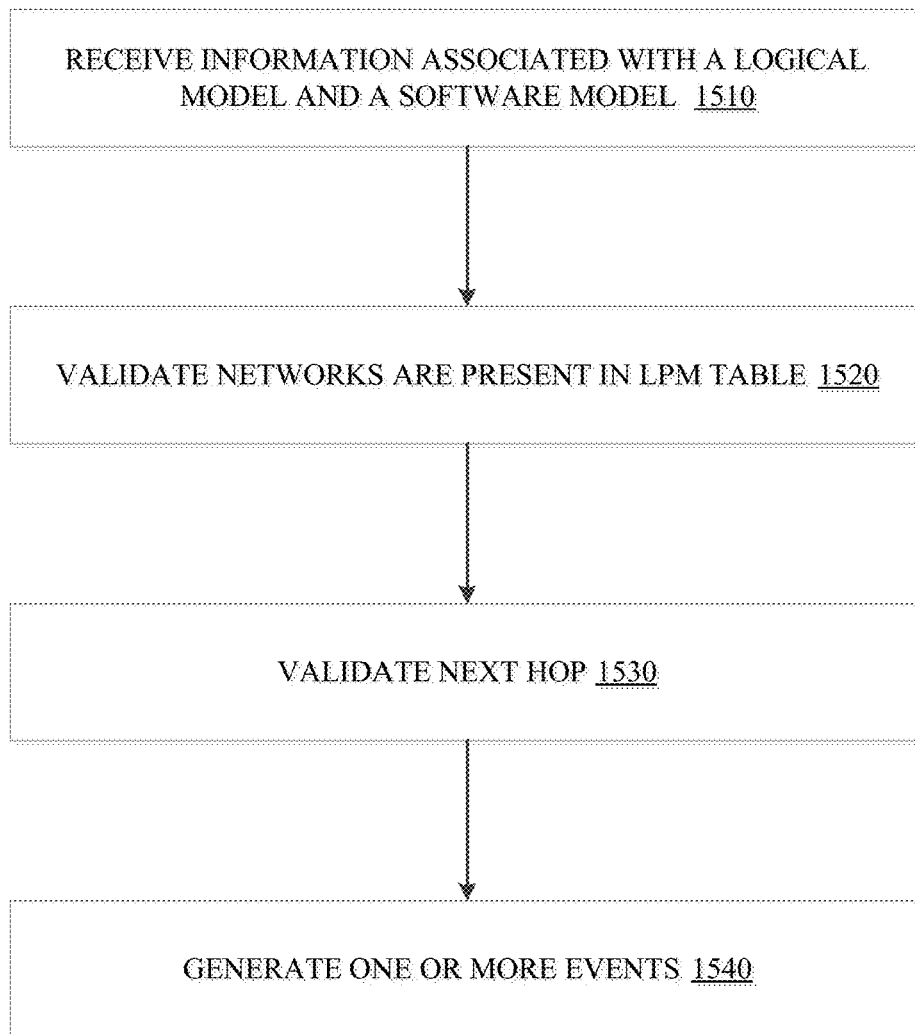 RECEIVE INFORMATION ASSOCIATED WITH A LOGICAL
MODEL AND A SOFTWARE MODEL 1510
VALIDATE NETWORKS ARE PRESENT IN LPM TABLE 1520
VALIDATE NEXT HOP 1530
GENERATE ONE OR MORE EVENTS 1540